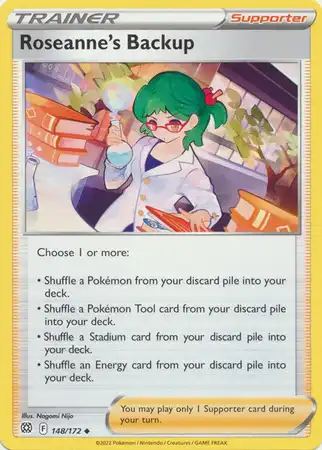 TRAINER Supporter
Roseanne's Backup
Choose 1 or more:
• Shuffle a Pokémon from your discard pile into your
deck.
• Shuffle a Pokémon Tool card from your discard pile
into your deck.
• Shuffle a Stadium card from your discard pile into
your deck.
• Shuffle an Energy card from your discard pile into
your deck.
Illus. Nagomi Nijo
F 148/172 ◆
You may play only 1 Supporter card during
your turn.
©2022 Pokémon / Nintendo / Creatures / GAME FREAK